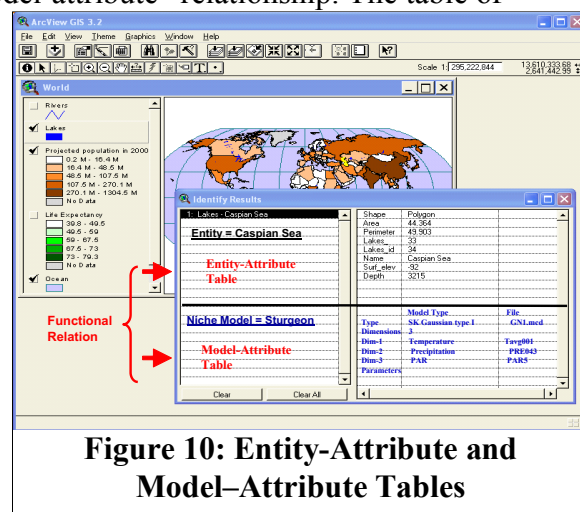 odel attribute" relationship. The table of
ArcView GIS 3.2
File Edit View Theme Graphics Window Help
Scale 1: 295,222,844 13,610,333.68
2,641,442.99
World
Rivers
Lakes
Projected population in 2000
0.2 M - 16.4 M
16.4 M - 48.5 M
48.5 M - 107.5 M
107.5 M - 270.1 M
270.1 M - 1304.5 M
No Data
Life Expectancy
39.8 - 49.5
49.5 - 59
59 - 67.5
67.5 - 73
73 - 79.3
No Data
Ocean
Identify Results
1: Lakes - Caspian Sea
Entity = Caspian Sea
Entity-Attribute
Table
Shape Polygon
Area 44.364
Perimeter 49.903
Lakes_ 33
Lakes_id 34
Name Caspian Sea
Surf_elev -92
Depth 3215
Functional
Relation
Niche Model = Sturgeon
Model-Attribute
Table
Model Type File
Type SK Gaussian type I GN1.mcd
Dimensions 3
Dim-1 Temperature Tavg001
Dim-2 Precipitation PRE043
Dim-3 PAR PAR5
Parameters
Clear Clear All
Figure 10: Entity-Attribute and
Model–Attribute Tables